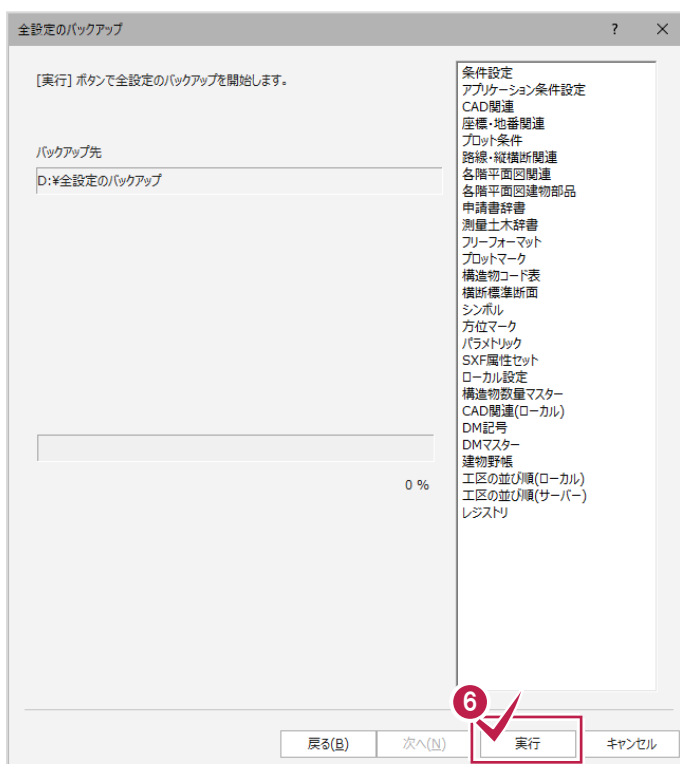 全設定のバックアップ
?
[実行] ボタンで全設定のバックアップを開始します。
バックアップ先
D:¥全設定のバックアップ
0 %
条件設定
アプリケーション条件設定
CAD関連
座標・地番関連
プロット条件
路線・縦横断関連
各階平面図関連
各階平面図建物部品
申請書辞書
測量土木辞書
フリーフォーマット
プロットマーク
構造物コード表
横断標準断面
シンボル
方位マーク
パラメトリック
SXF属性セット
ローカル設定
構造物数量マスター
CAD関連(ローカル)
DM記号
DMマスター
建物野帳
工区の並び順(ローカル)
工区の並び順(サーバー)
レジストリ
6
戻る(B)
次へ(N)
実行
キャンセル